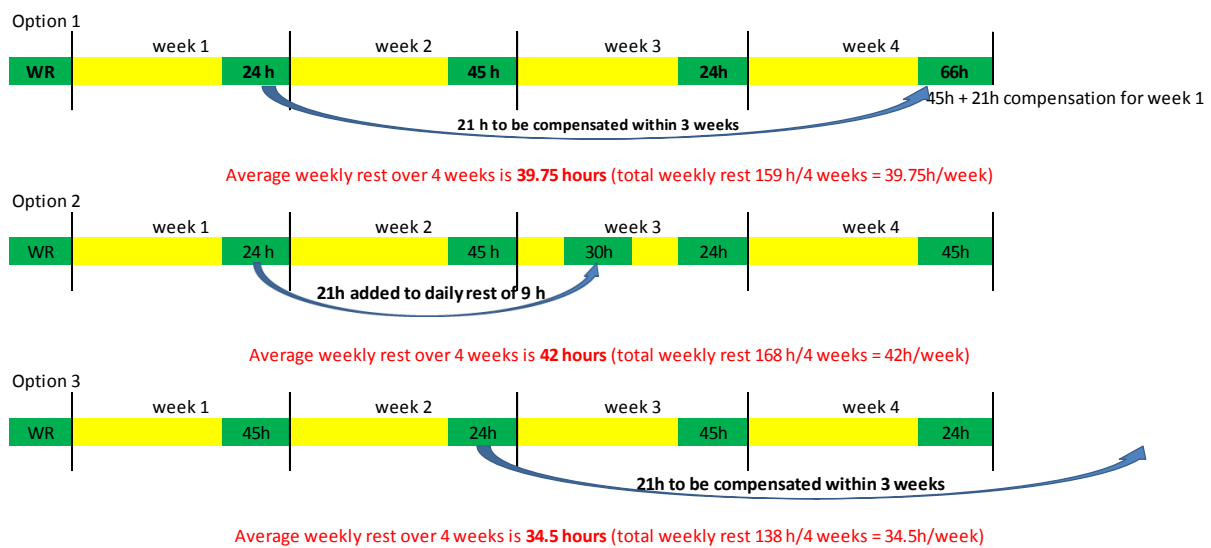 Option 1
week 1 week 2 week 3 week 4
WR 24 h 45 h 24h 66h
45h + 21h compensation for week 1
21 h to be compensated within 3 weeks
Average weekly rest over 4 weeks is 39.75 hours (total weekly rest 159 h/4 weeks = 39.75h/week)
Option 2
week 1 week 2 week 3 week 4
WR 24 h 45 h 30h 24h 45h
21h added to daily rest of 9 h
Average weekly rest over 4 weeks is 42 hours (total weekly rest 168 h/4 weeks = 42h/week)
Option 3
week 1 week 2 week 3 week 4
WR 45h 24h 45h 24h
21h to be compensated within 3 weeks
Average weekly rest over 4 weeks is 34.5 hours (total weekly rest 138 h/4 weeks = 34.5h/week)